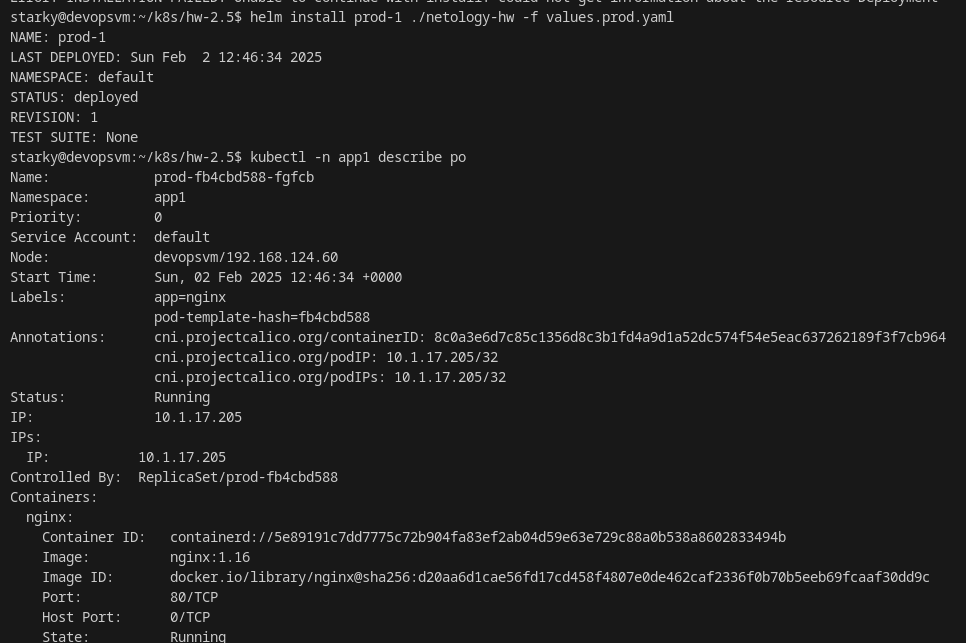 starky@devopsvm:~/k8s/hw-2.5$ helm install prod-1 ./netology-hw -f values.prod.yaml
NAME: prod-1
LAST DEPLOYED: Sun Feb  2 12:46:34 2025
NAMESPACE: default
STATUS: deployed
REVISION: 1
TEST SUITE: None
starky@devopsvm:~/k8s/hw-2.5$ kubectl -n app1 describe po
Name:             prod-fb4cbd588-fgfcb
Namespace:        app1
Priority:         0
Service Account:  default
Node:             devopsvm/192.168.124.60
Start Time:       Sun, 02 Feb 2025 12:46:34 +0000
Labels:           app=nginx
                  pod-template-hash=fb4cbd588
Annotations:      cni.projectcalico.org/containerID: 8c0a3e6d7c85c1356d8c3b1fd4a9d1a52dc574f54e5eac637262189f3f7cb964
                  cni.projectcalico.org/podIP: 10.1.17.205/32
                  cni.projectcalico.org/podIPs: 10.1.17.205/32
Status:           Running
IP:               10.1.17.205
IPs:
  IP:           10.1.17.205
Controlled By:  ReplicaSet/prod-fb4cbd588
Containers:
  nginx:
    Container ID:   containerd://5e89191c7dd7775c72b904fa83ef2ab04d59e63e729c88a0b538a8602833494b
    Image:          nginx:1.16
    Image ID:       docker.io/library/nginx@sha256:d20aa6d1cae56fd17cd458f4807e0de462caf2336f0b70b5eeb69fcaaf30dd9c
    Port:           80/TCP
    Host Port:      0/TCP
    State:          Running